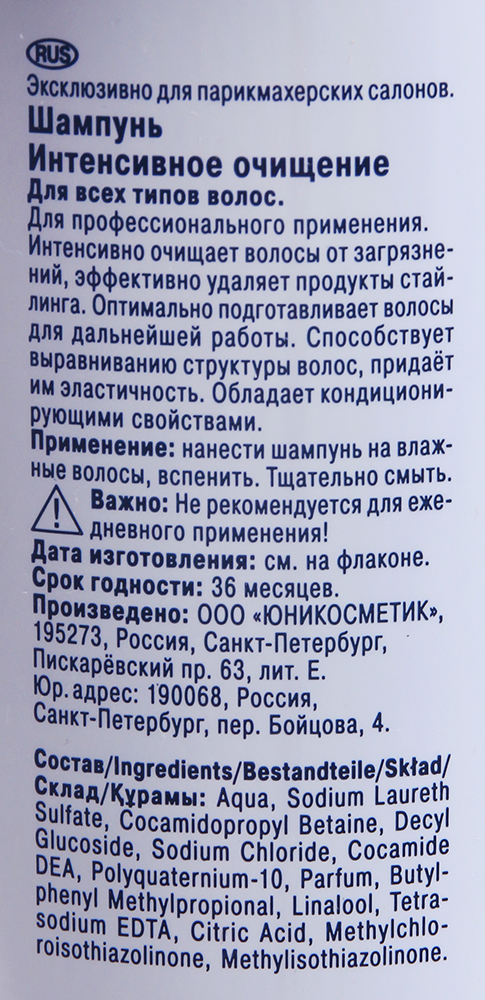 RUS
Эксклюзивно для парикмахерских салонов.
Шампунь
Интенсивное очищение
Для всех типов волос.
Для профессионального применения.
Интенсивно очищает волосы от загрязне-
ний, эффективно удаляет продукты стай-
линга. Оптимально подготавливает волосы
для дальнейшей работы. Способствует
выравниванию структуры волос, придаёт
им эластичность. Обладает кондициони-
рующими свойствами.
Применение: нанести шампунь на влаж-
ные волосы, вспенить. Тщательно смыть.
Важно: Не рекомендуется для еже-
дневного применения!
Дата изготовления: см. на флаконе.
Срок годности: 36 месяцев.
Произведено: ООО «ЮНИКОСМЕТИК»,
195273, Россия, Санкт-Петербург,
Пискарёвский пр. 63, лит. Е.
Юр. адрес: 190068, Россия,
Санкт-Петербург, пер. Бойцова, 4.
Состав/Ingredients/Bestandteile/Skład/
Склад/Құрамы: Aqua, Sodium Laureth
Sulfate, Cocamidopropyl Betaine, Decyl
Glucoside, Sodium Chloride, Cocamide
DEA, Polyquaternium-10, Parfum, Butyl-
phenyl Methylpropional, Linalool, Tetra-
sodium EDTA, Citric Acid, Methylchlo-
roisothiazolinone, Methylisothiazolinone.